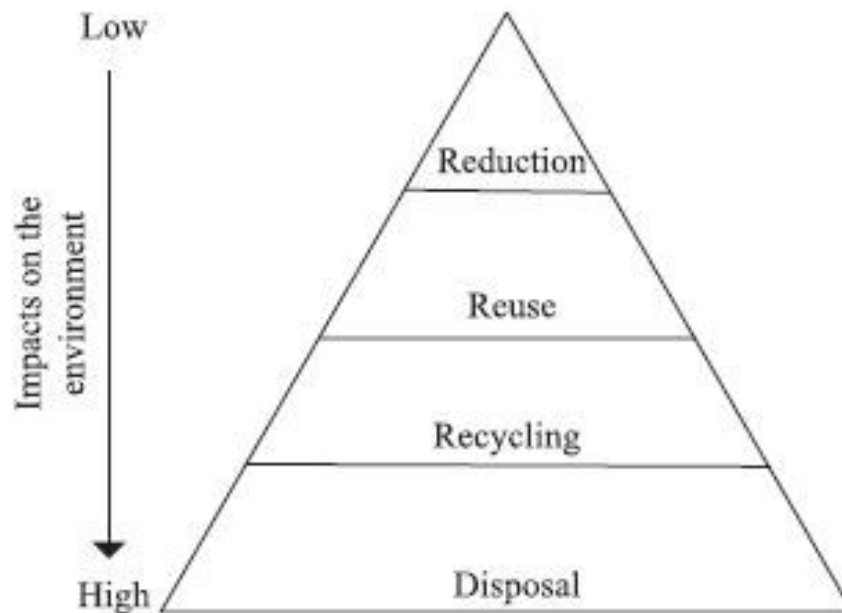 Low
Reduction
Impacts on the
environment
Reuse
Recycling
High
Disposal